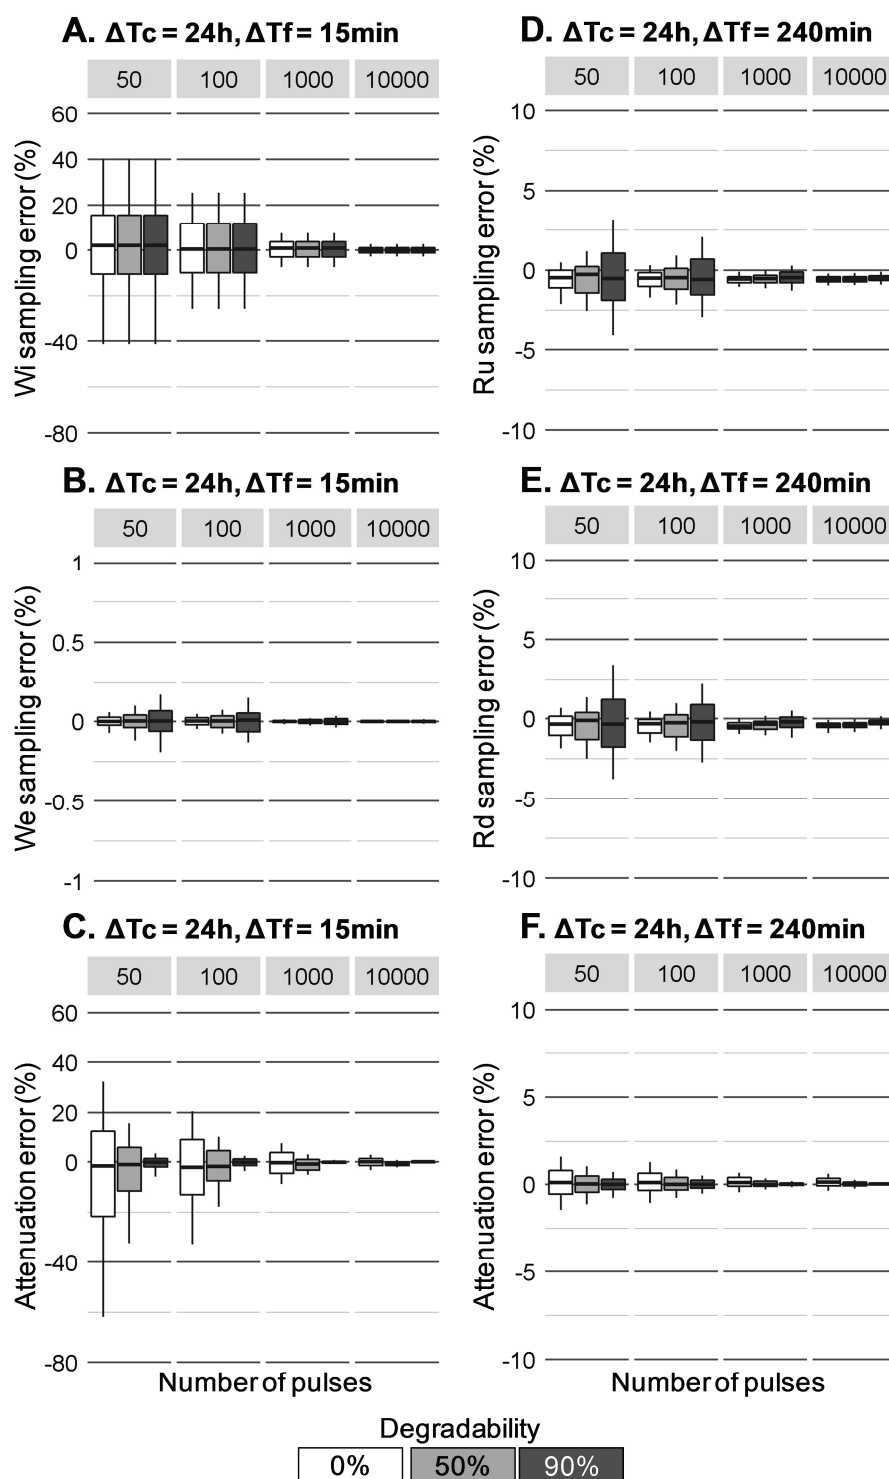 A. ΔTc = 24h, ΔTf = 15min
50 100 1000 10000
Wi sampling error (%)
60
40
20
0
-40
-80
B. ΔTc = 24h, ΔTf = 15min
50 100 1000 10000
We sampling error (%)
1
0.5
0
-0.5
-1
C. ΔTc = 24h, ΔTf = 15min
50 100 1000 10000
Attenuation error (%)
60
40
20
0
-40
-80
Number of pulses
D. ΔTc = 24h, ΔTf = 240min
50 100 1000 10000
Ru sampling error (%)
10
5
0
-5
-10
E. ΔTc = 24h, ΔTf = 240min
50 100 1000 10000
Rd sampling error (%)
10
5
0
-5
-10
F. ΔTc = 24h, ΔTf = 240min
50 100 1000 10000
Attenuation error (%)
10
5
0
-5
-10
Number of pulses
Degradability
0% 50% 90%